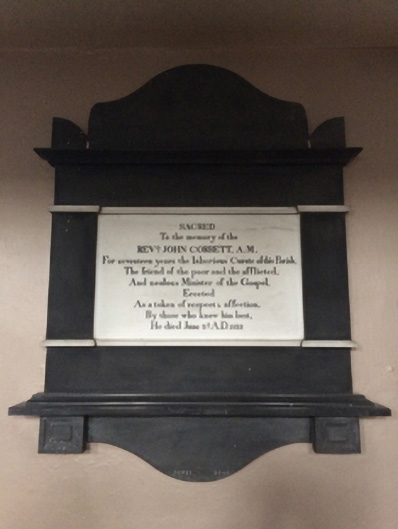 SACRED
To the memory of the
REVD. JOHN CORBETT, A.M.
For seventeen years the laborious Curate of this Parish.
The friend of the poor and the afflicted,
And zealous Minister of the Gospel,
Erected
As a token of respect & affection,
By those who knew him best,
He died June A.D.